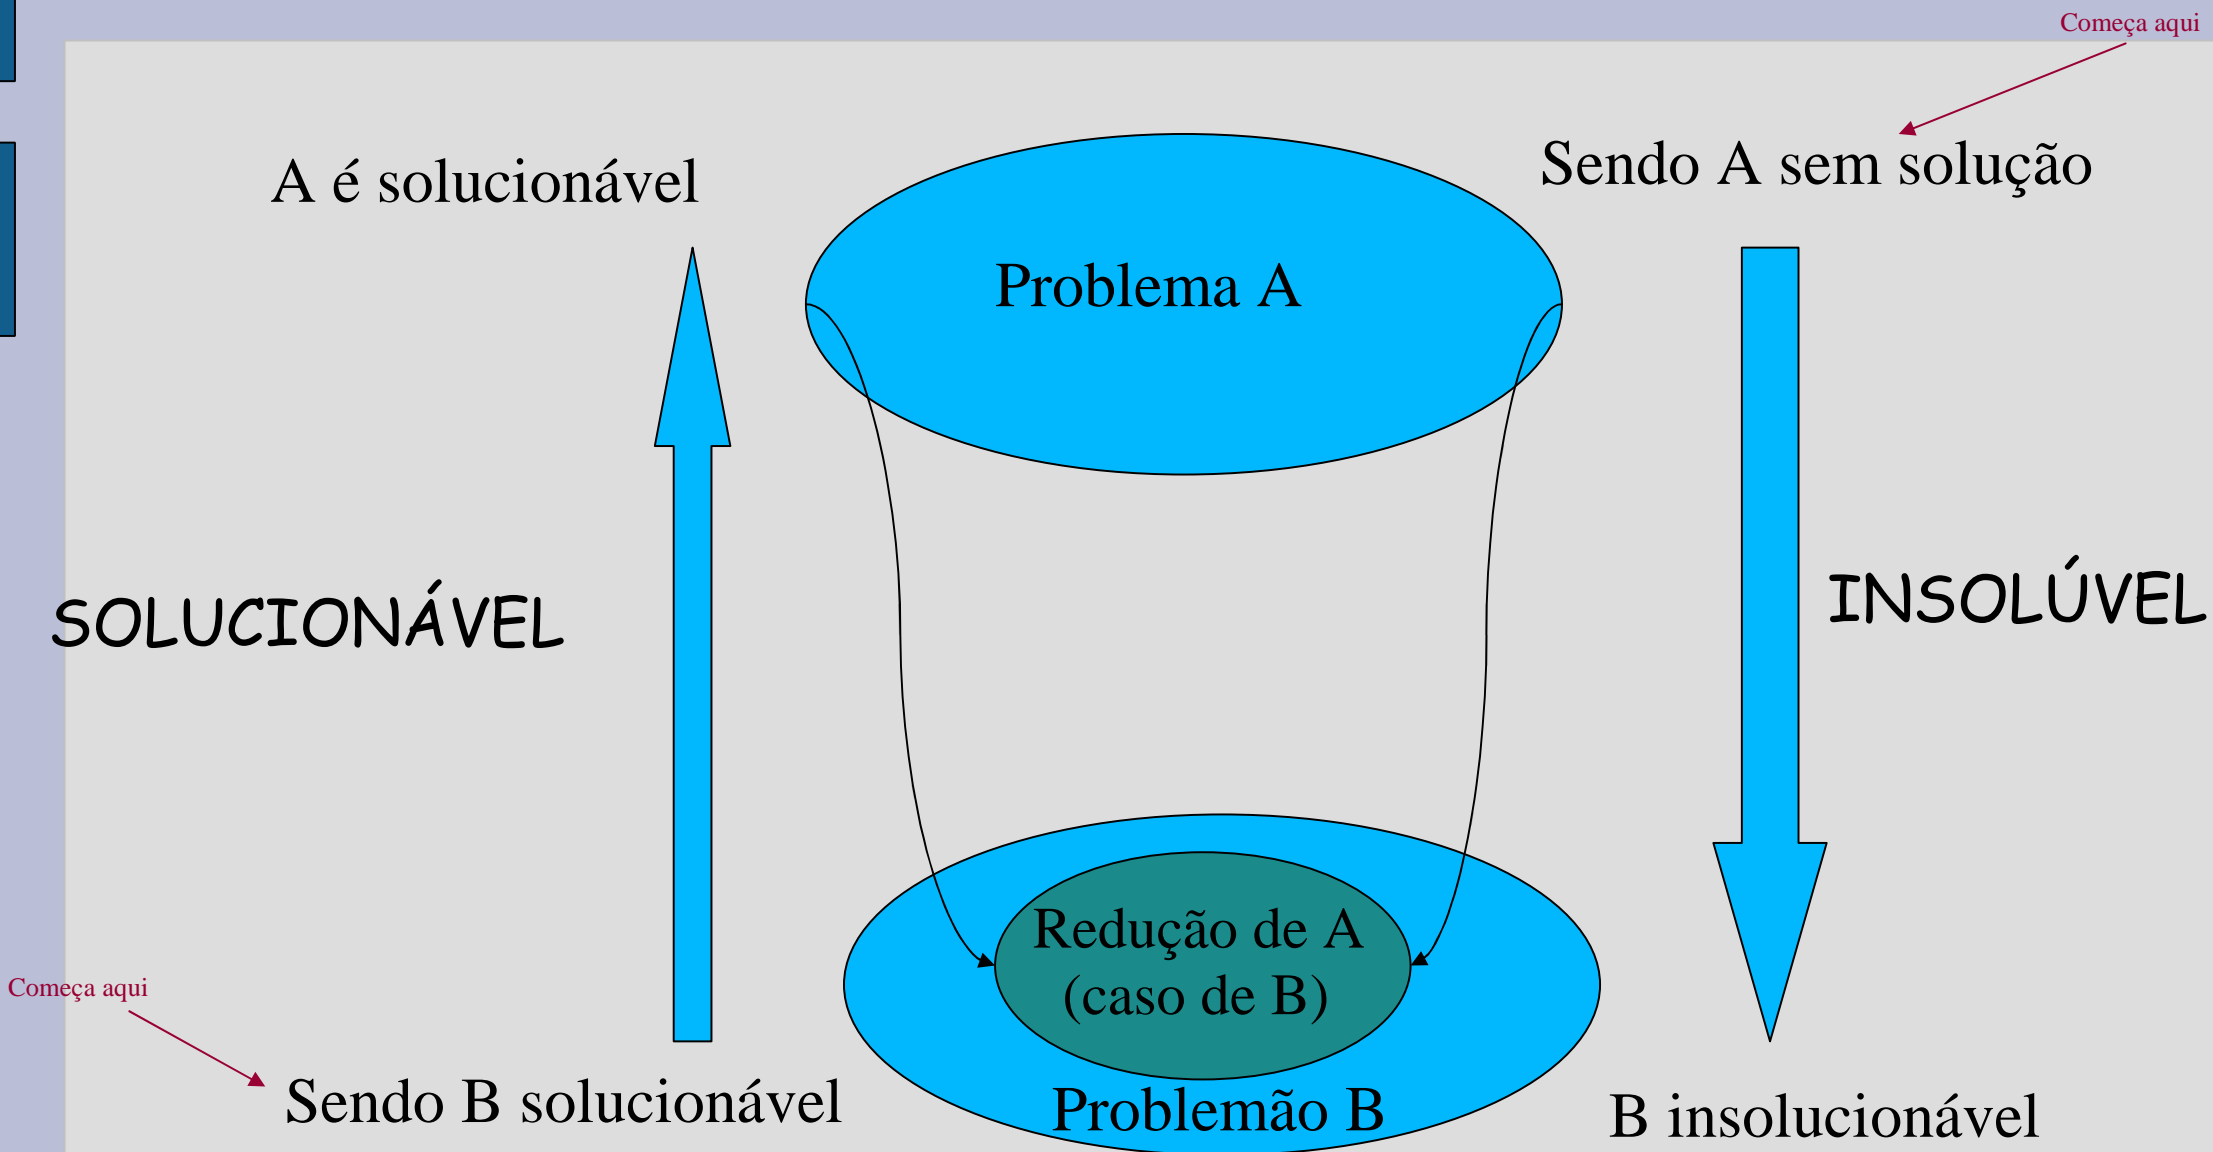 Começa aqui
A é solucionável
Sendo A sem solução
Problema A
SOLUCIONÁVEL
INSOLÚVEL
Redução de A
(caso de B)
Começa aqui
Sendo B solucionável
Problemão B
B insolucionável